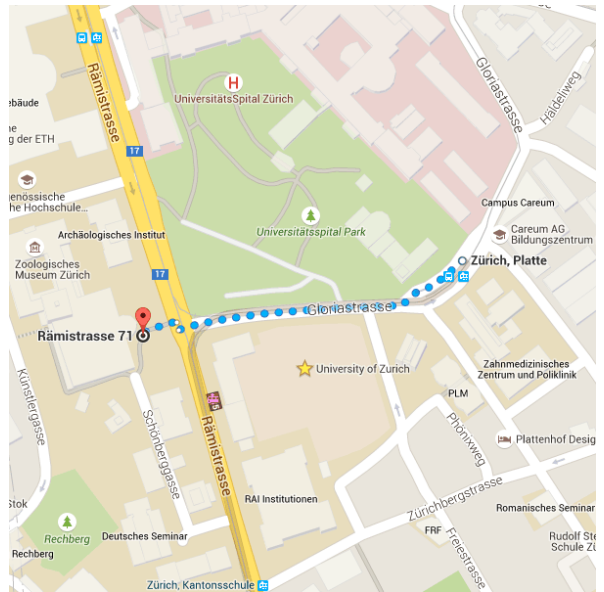 Rämistrasse
H
UniversitätsSpital Zürich
Gloriastrasse
Häldeliweg
ebäude
ne
g der ETH
17
genössische
he Hochschule...
Archäologisches Institut
Universitätsspital Park
Campus Careum
Careum AG
Bildungszentrum
Zoologisches
Museum Zürich
17
Zürich, Platte
Gloriastrasse
Rämistrasse 71
Künstlergasse
University of Zurich
Zahnmedizinisches
Zentrum und Poliklinik
PLM
Schönberggasse
Rämistrasse
Phönixweg
Plattenhof Desig
Zürichbergstrasse
Stok
RAI Institutionen
Romanisches Seminar
Rechberg
Deutsches Seminar
FRF
Freiestrasse
Rudolf Ste
Schule Zü
Rechberg
Zürich, Kantonsschule